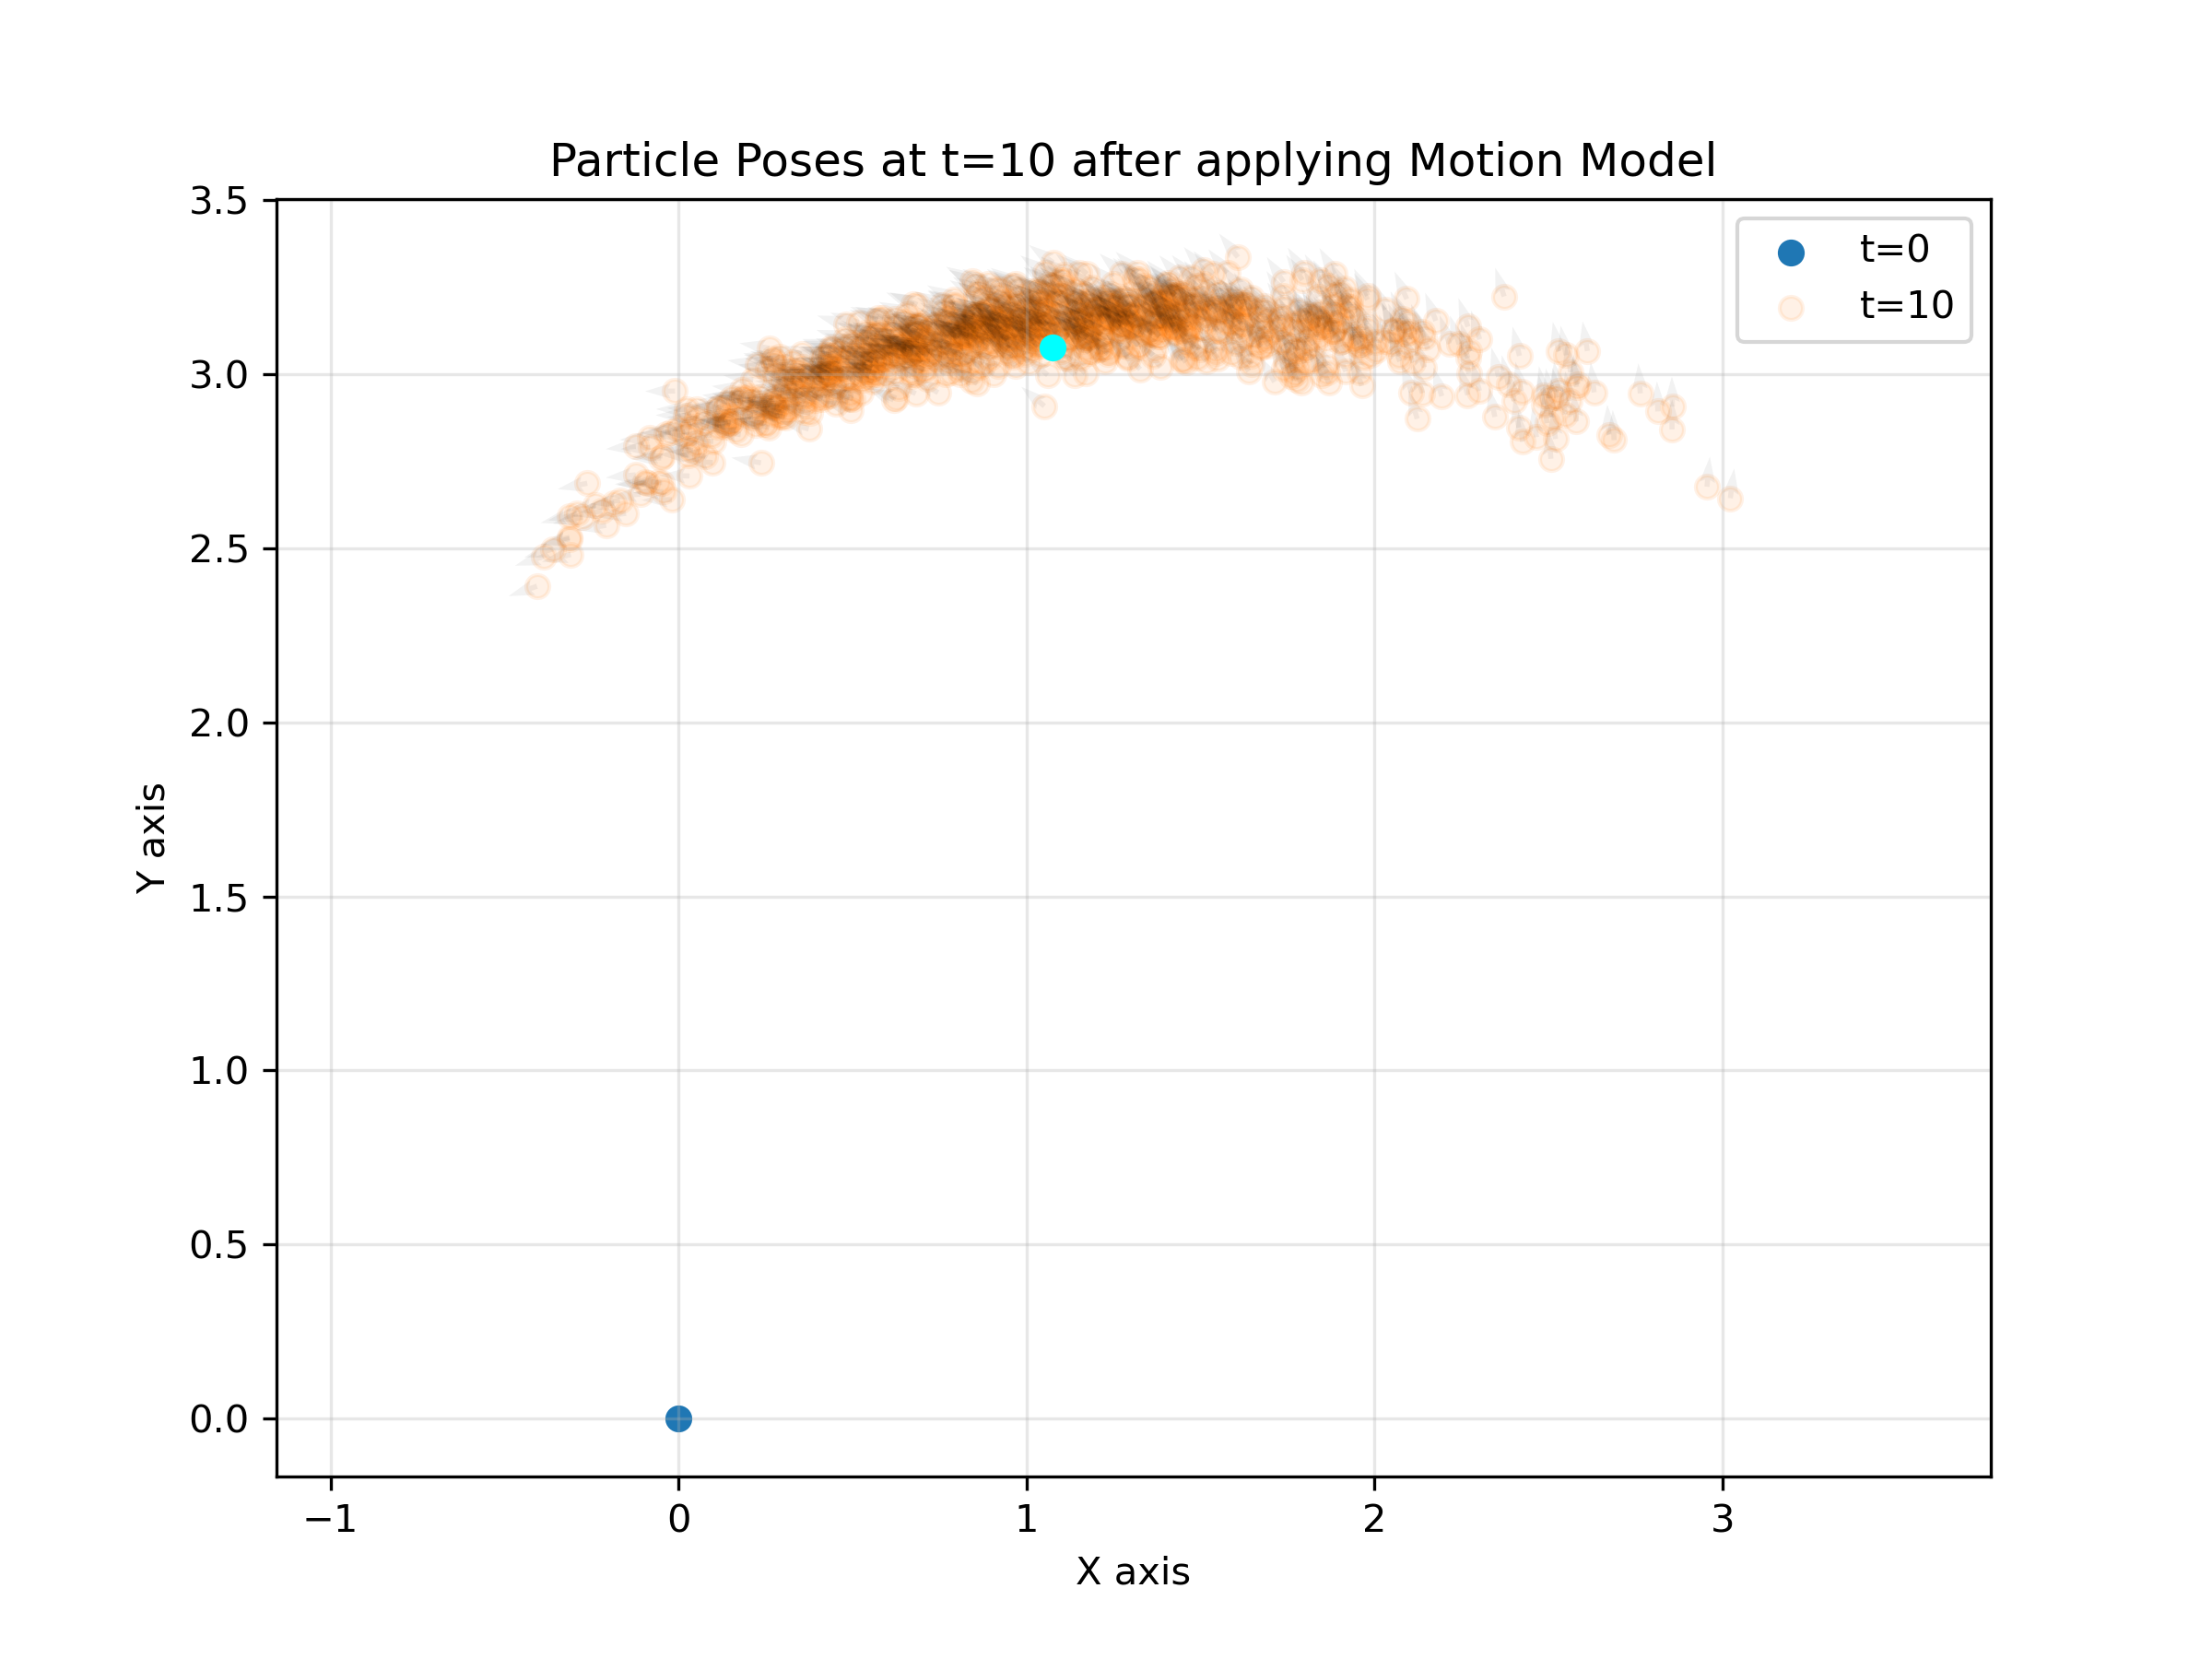 Particle Poses at t=10 after applying Motion Model
t=0
t=10
3.5
3.0
2.5
2.0
1.5
1.0
0.5
0.0
Y axis
−1
0
1
2
3
X axis